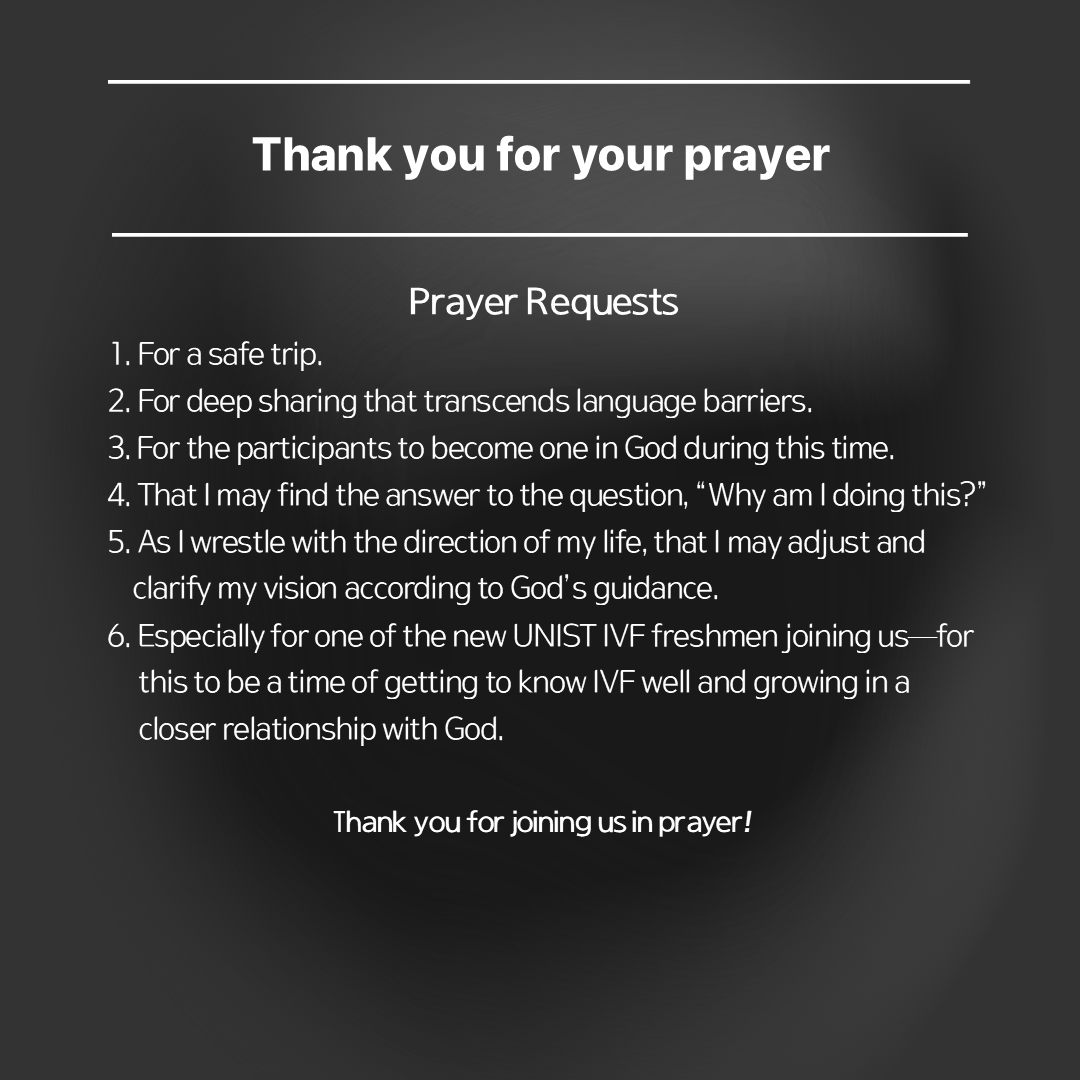 Thank you for your prayer
Prayer Requests
1. For a safe trip.
2. For deep sharing that transcends language barriers.
3. For the participants to become one in God during this time.
4. That I may find the answer to the question, “Why am I doing this?”
5. As I wrestle with the direction of my life, that I may adjust and
clarify my vision according to God’s guidance.
6. Especially for one of the new UNIST IVF freshmen joining us—for
this to be a time of getting to know IVF well and growing in a
closer relationship with God.
Thank you for joining us in prayer!